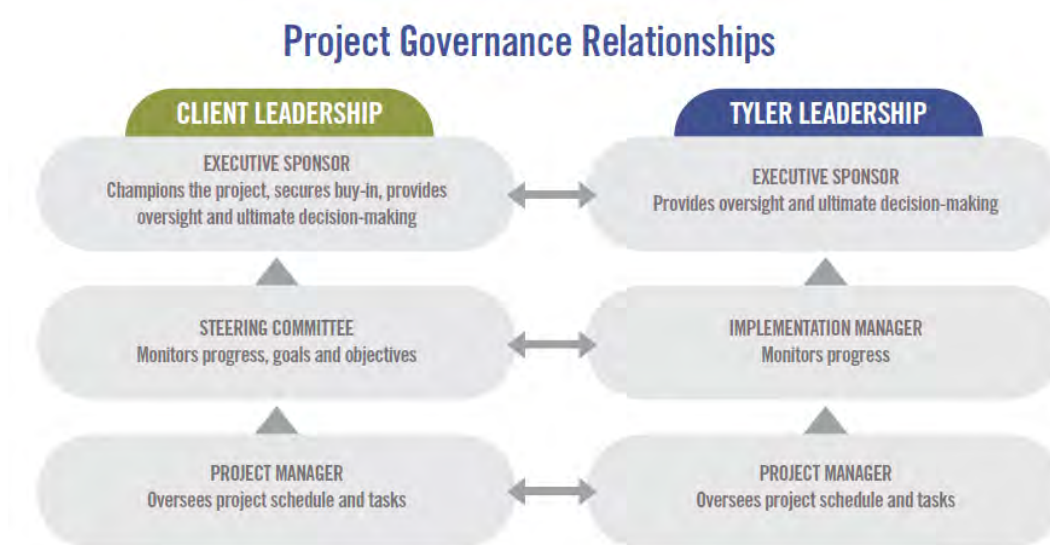 Project Governance Relationships
CLIENT LEADERSHIP
EXECUTIVE SPONSOR
Champions the project, secures buy-in, provides
oversight and ultimate decision-making
STEERING COMMITTEE
Monitors progress, goals and objectives
PROJECT MANAGER
Oversees project schedule and tasks
TYLER LEADERSHIP
EXECUTIVE SPONSOR
Provides oversight and ultimate decision-making
IMPLEMENTATION MANAGER
Monitors progress
PROJECT MANAGER
Oversees project schedule and tasks